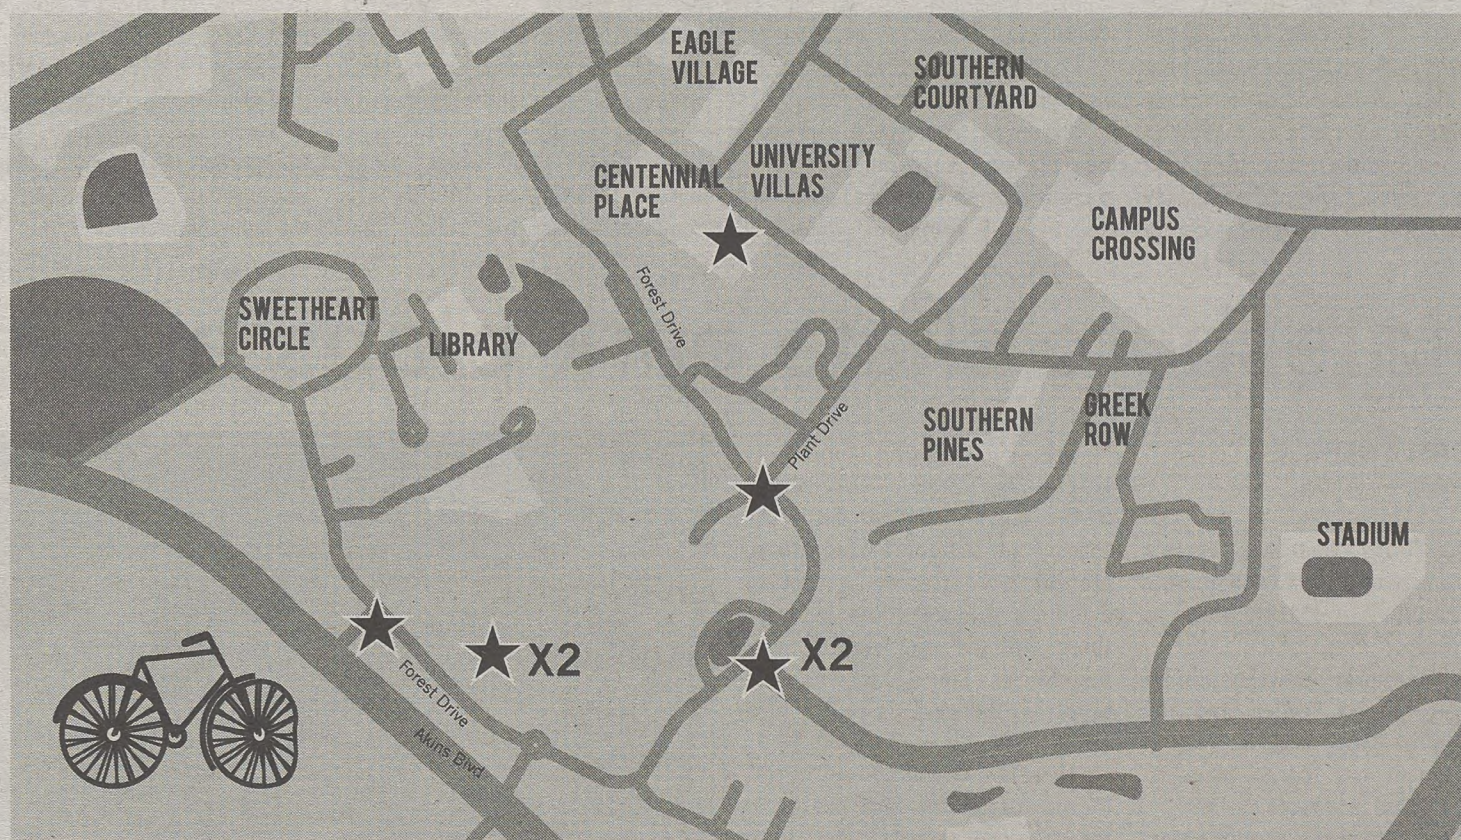 EAGLE
VILLAGE
SOUTHERN
COURTYARD
UNIVERSITY
VILLAS
CENTENNIAL
PLACE
CAMPUS
CROSSING
SWEETHEART
CIRCLE
LIBRARY
Forest Drive
Plant Drive
SOUTHERN
PINES
GREEK
ROW
STADIUM
X2
X2
Forest Drive
Akins Blvd